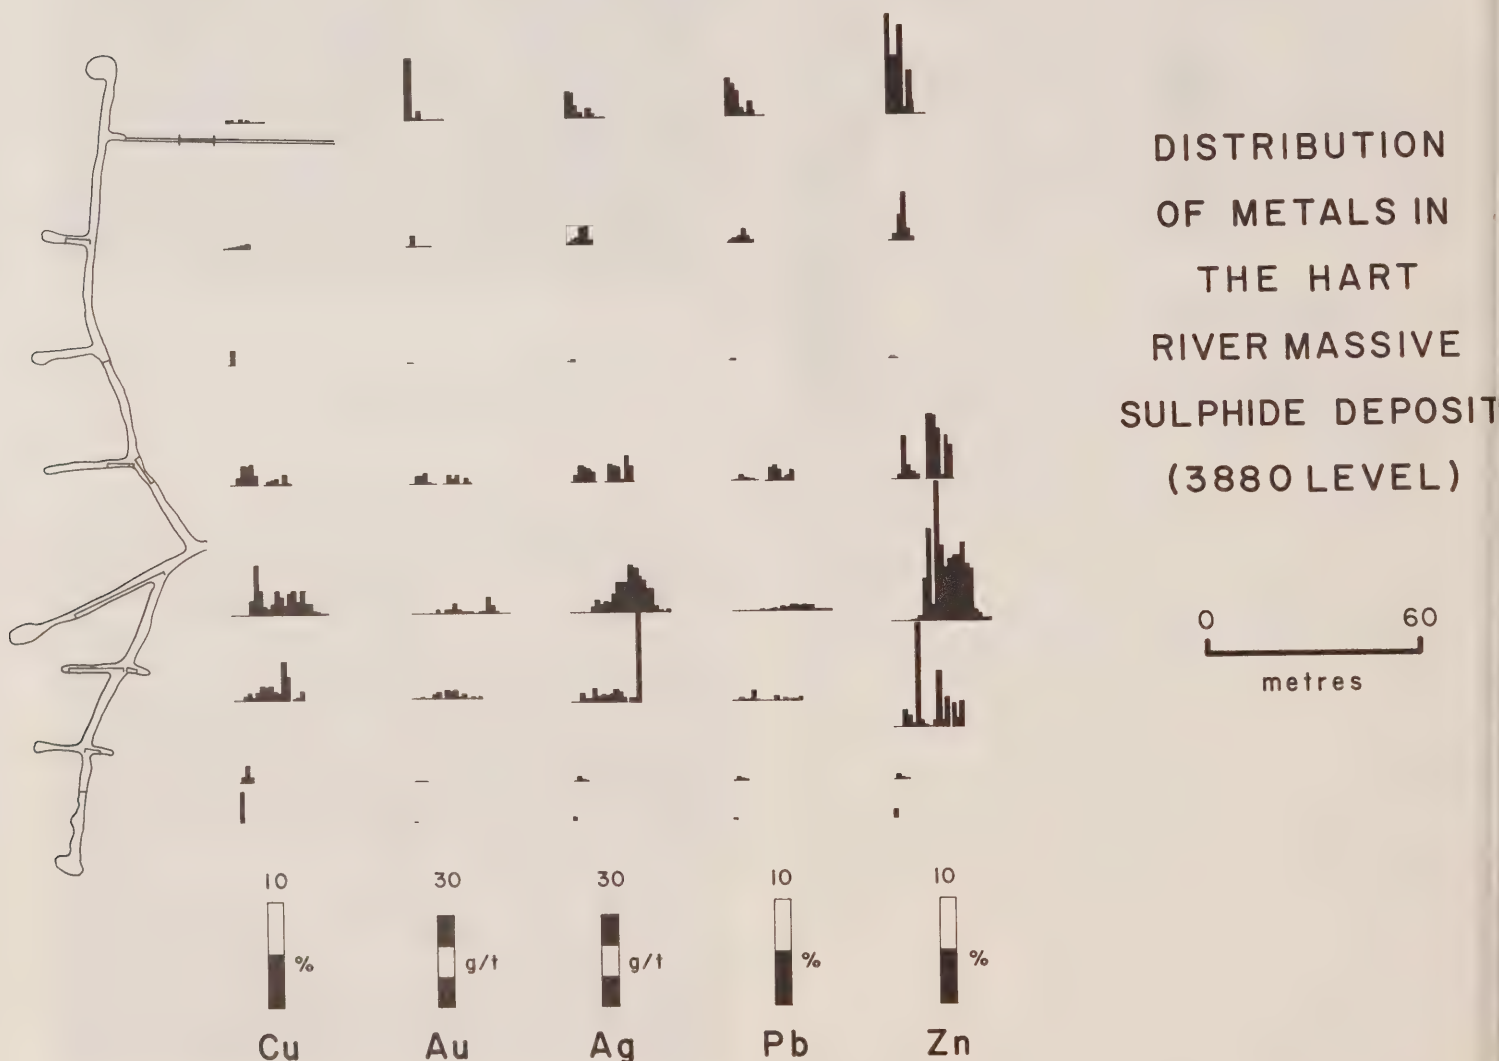 DISTRIBUTION
OF METALS IN
THE HART
RIVER MASSIVE
SULPHIDE DEPOSIT
(3880 LEVEL)
0 60
metres
10 30 30 10 10
% g/t g/t % %
Cu Au Ag Pb Zn